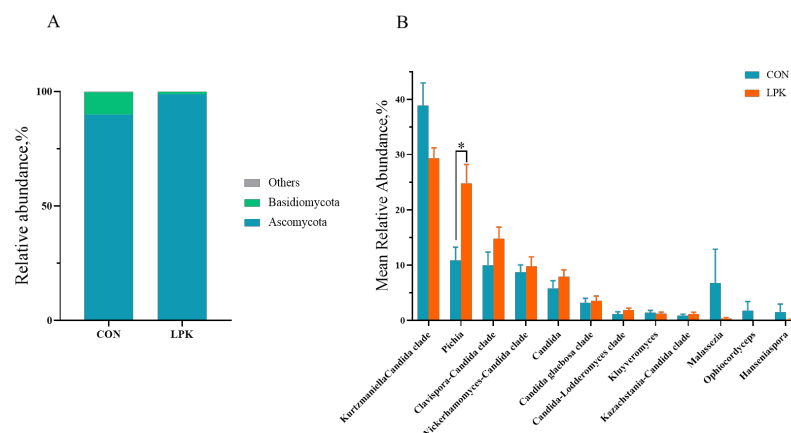 A
Relative abundance,%
100
50
0
CON
LPK
Others
Basidiomycota
Ascomycota
B
Mean Relative Abundance,%
40
30
20
10
0
*
CON
LPK
KurtzmaniellaCandida clade
Pichia
Clavispora-Candida clade
Nickerhamomyces-Candida clade
Candida
Candida glaebosa clade
Candida-Lodderomyces clade
Kluyveromyces
Kazachstania-Candida clade
Malassezia
Ophiocordyceps
Hanseniaspora